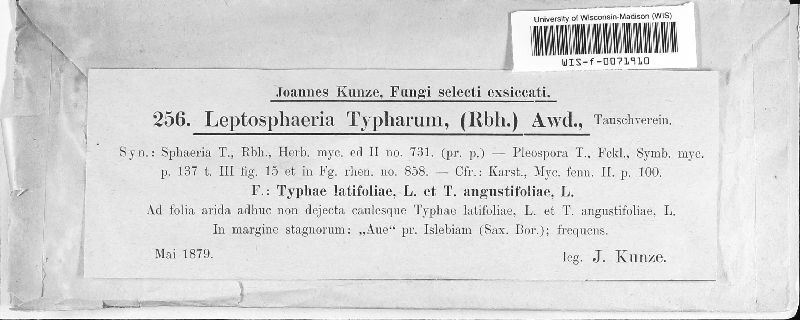 University of Wisconsin-Madison (WIS)
WIS-f-0071910
Joannes Kunze, Fungi selecti exsiccati.
256. Leptosphaeria Typharum, (Rbh.) Awd., Tauschverein.
Syn.: Sphaeria T., Rbh., Herb. myc. ed II no. 731. (pr. p.) — Pleospora T., Fckl., Symb. myc.
p. 137 t. III fig. 15 et in Fg. rhen. no. 858. — Cfr.: Karst., Myc. fenn. II. p. 100.
F.: Typhae latifoliae, L. et T. angustifoliae, L.
Ad folia arida adhuc non dejecta caulesque Typhae latifoliae, L. et T. angustifoliae, L.
In margine stagnorum: „Aue“ pr. Islebiam (Sax. Bor.); frequens.
Mai 1879. leg. J. Kunze.